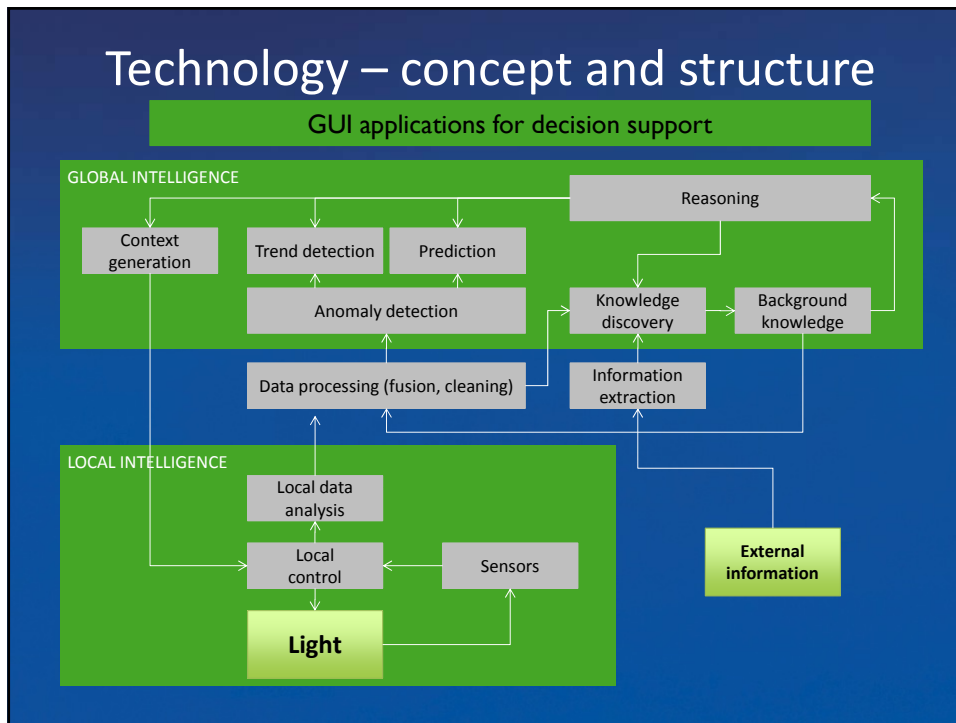 Technology – concept and structure
GUI applications for decision support
GLOBAL INTELLIGENCE
Reasoning
Context
generation
Trend detection
Prediction
Anomaly detection
Knowledge
discovery
Background
knowledge
Data processing (fusion, cleaning)
Information
extraction
LOCAL INTELLIGENCE
Local data
analysis
Local
control
Sensors
External
information
Light